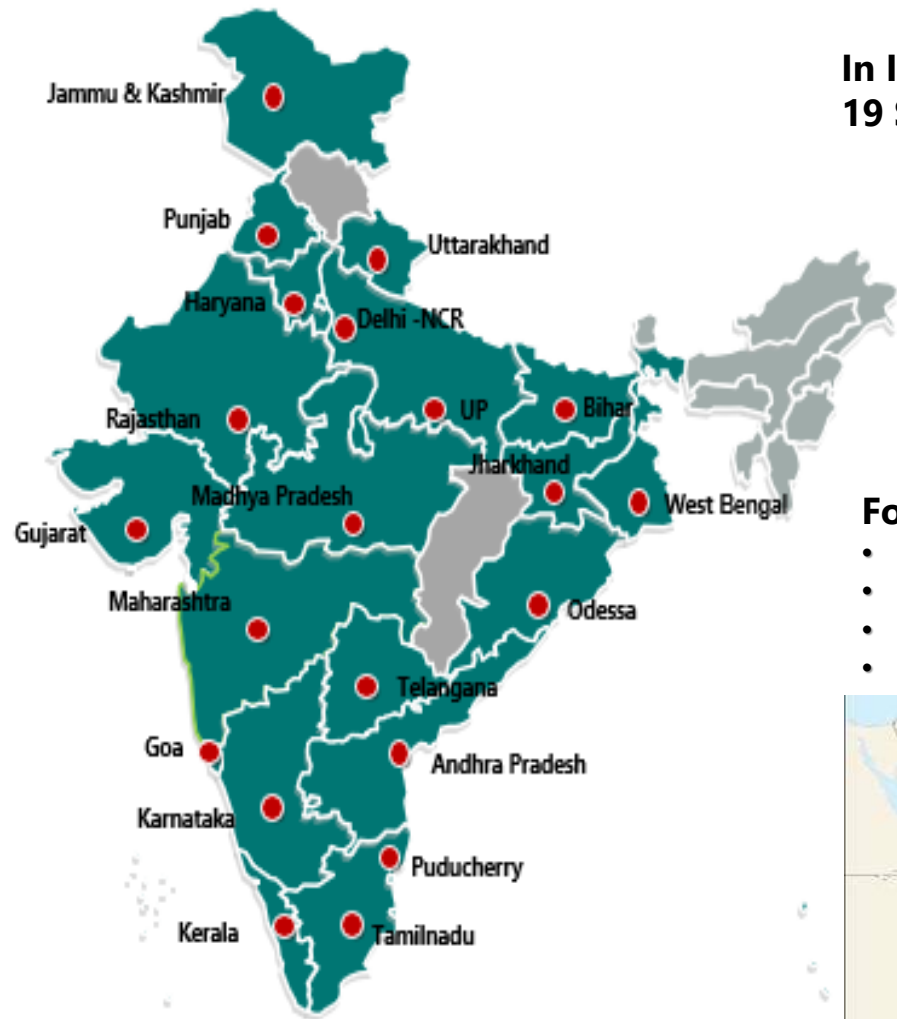 In
19
Jammu & Kashmir
Punjab
Uttarakhand
Haryana
Delhi -NCR
Rajasthan
UP
Bihar
Jharkhand
Madhya Pradesh
West Bengal
Gujarat
Maharashtra
Odessa
Telangana
Goa
Andhra Pradesh
Karnataka
Puducherry
Kerala
Tamilnadu